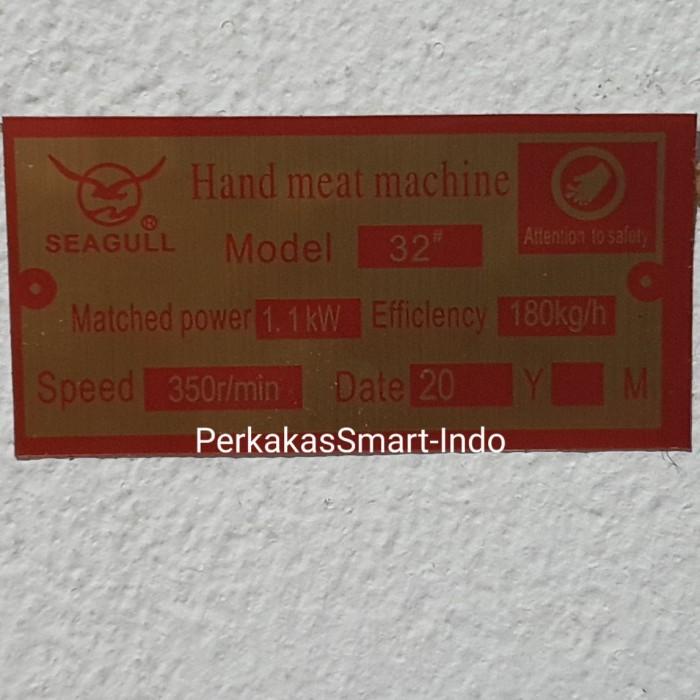 Hand meat machine
SEAGULL®
Model 32#
Attention to safety
Matched power 1.1kW Efficlency 180kg/h
Speed 350r/min Date 20 Y M
PerkakasSmart-Indo